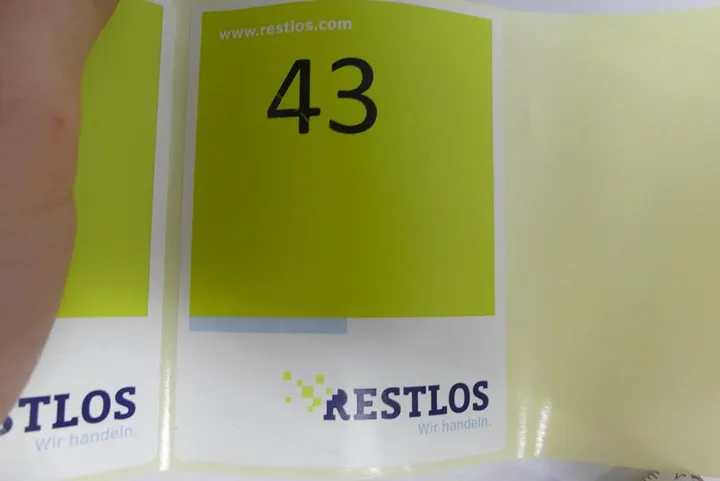 www.restlos.com
43
RESTLOS
Wir handeln.
STLOS
Wir handeln.